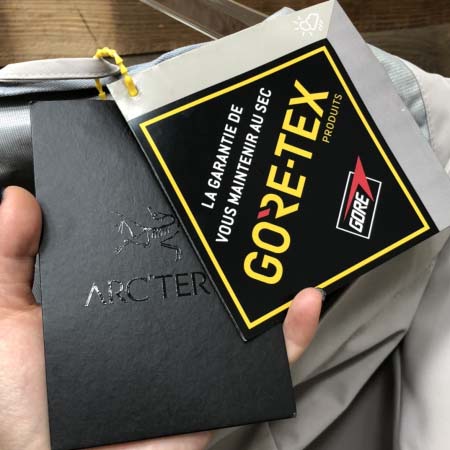 LA GARANTIE DE
VOUS MAINTENIR AU SEC
GORE-TEX
PRODUITS
GORE
ARC'TER